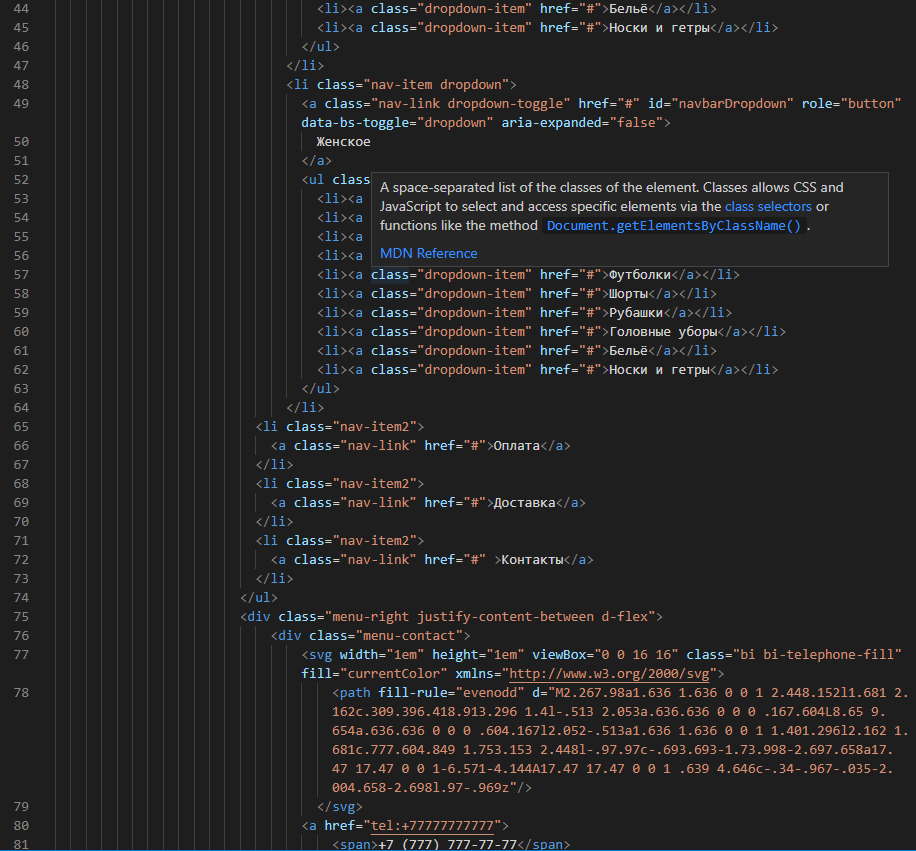 44 <li><a class="dropdown-item" href="#">Бельё</a></li>
45 <li><a class="dropdown-item" href="#">Носки и гетры</a></li>
46 </ul>
47 </li>
48 <li class="nav-item dropdown">
49 <a class="nav-link dropdown-toggle" href="#" id="navbarDropdown" role="button"
data-bs-toggle="dropdown" aria-expanded="false">
50 Женское
51 </a>
52 <ul class
53 <li><a
54 <li><a
55 <li><a
56 <li><a
A space-separated list of the classes of the element. Classes allows CSS and
JavaScript to select and access specific elements via the class selectors or
functions like the method Document.getElementsByClassName() .
MDN Reference
57 <li><a class="dropdown-item" href="#">Футболки</a></li>
58 <li><a class="dropdown-item" href="#">Шорты</a></li>
59 <li><a class="dropdown-item" href="#">Рубашки</a></li>
60 <li><a class="dropdown-item" href="#">Головные уборы</a></li>
61 <li><a class="dropdown-item" href="#">Бельё</a></li>
62 <li><a class="dropdown-item" href="#">Носки и гетры</a></li>
63 </ul>
64 </li>
65 <li class="nav-item2">
66 <a class="nav-link" href="#">Оплата</a>
67 </li>
68 <li class="nav-item2">
69 <a class="nav-link" href="#">Доставка</a>
70 </li>
71 <li class="nav-item2">
72 <a class="nav-link" href="#" >Контакты</a>
73 </li>
74 </ul>
75 <div class="menu-right justify-content-between d-flex">
76 <div class="menu-contact">
77 <svg width="1em" height="1em" viewBox="0 0 16 16" class="bi bi-telephone-fill"
fill="currentColor" xmlns="http://www.w3.org/2000/svg">
78 <path fill-rule="evenodd" d="M2.267.98a1.636 1.636 0 0 1 2.448.152l1.681 2.
162c.309.396.418.913.296 1.4l-.513 2.053a.636.636 0 0 0 .167.604L8.65 9.
654a.636.636 0 0 0 .604.167l2.052-.513a1.636 1.636 0 0 1 1.401.296l2.162 1.
681c.777.604.849 1.753.153 2.448l-.97.97c-.693.693-1.73.998-2.697.658a17.
47 17.47 0 0 1-6.571-4.144A17.47 17.47 0 0 1 .639 4.646c-.34-.967-.035-2.
004.658-2.698l.97-.969z"/>
79 </svg>
80 <a href="tel:+77777777777">
81 <span>+7 (777) 777-77-77</span>